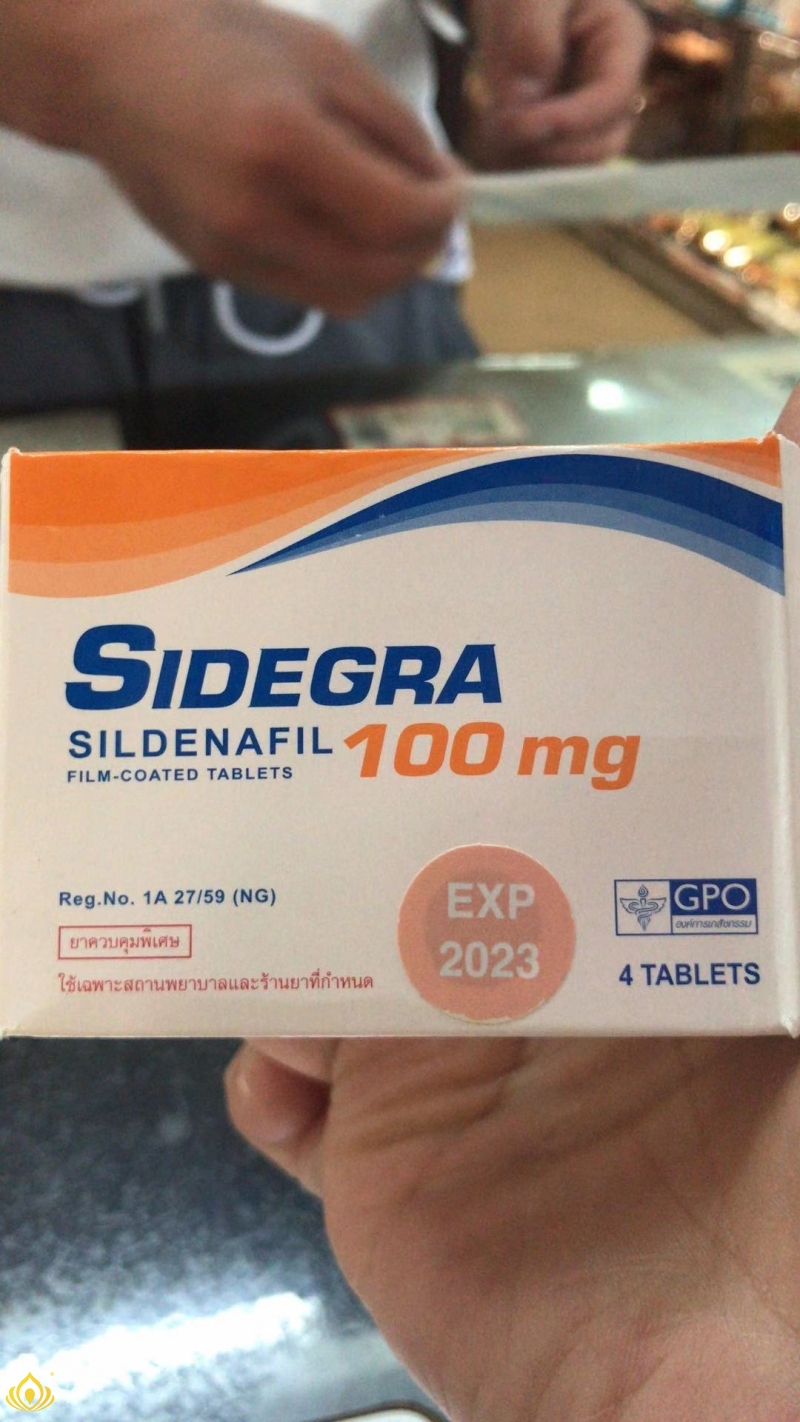 SIDEGRA
SILDENAFIL 100 mg
FILM-COATED TABLETS
Reg.No. 1A 27/59 (NG)
ยาควบคุมพิเศษ
ใช้เฉพาะสถานพยาบาลและร้านยาที่กำหนด
EXP
2023
GPO
องค์การเภสัชกรรม
4 TABLETS